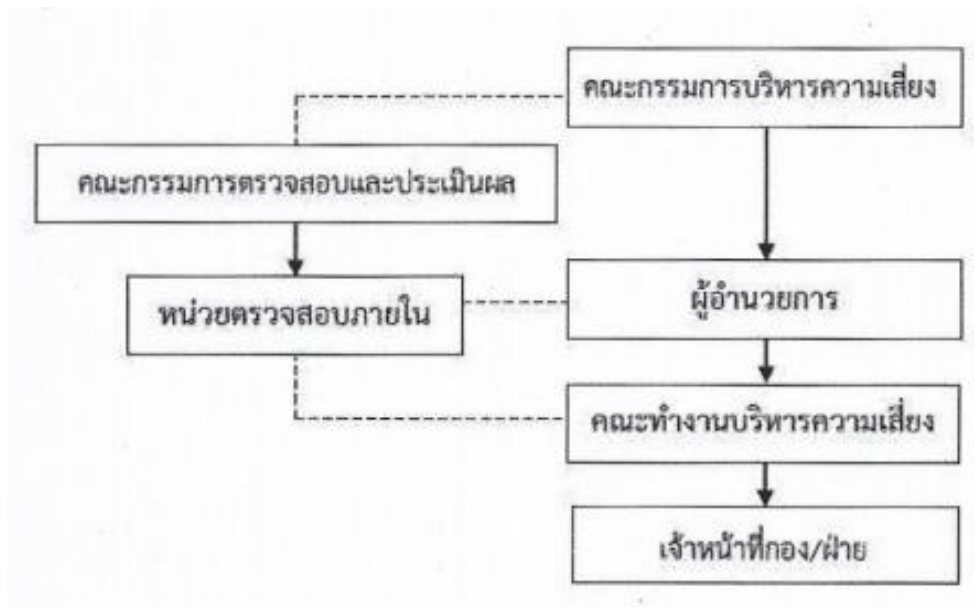 คณะกรรมการบริหารความเสี่ยง
คณะกรรมการตรวจสอบและประเมินผล
หน่วยตรวจสอบภายใน
ผู้อำนวยการ
คณะทำงานบริหารความเสี่ยง
เจ้าหน้าที่กอง/ฝ่าย